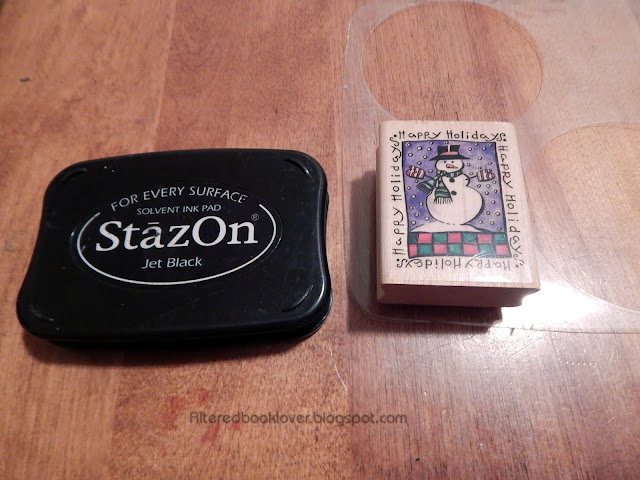 FOR EVERY SURFACE
SOLVENT INK PAD
StāzOn®
Jet Black
Happy Holidays
Happy Holidays
Happy Holidays
Happy Holidays
Alteredbooklover.blogspot.com